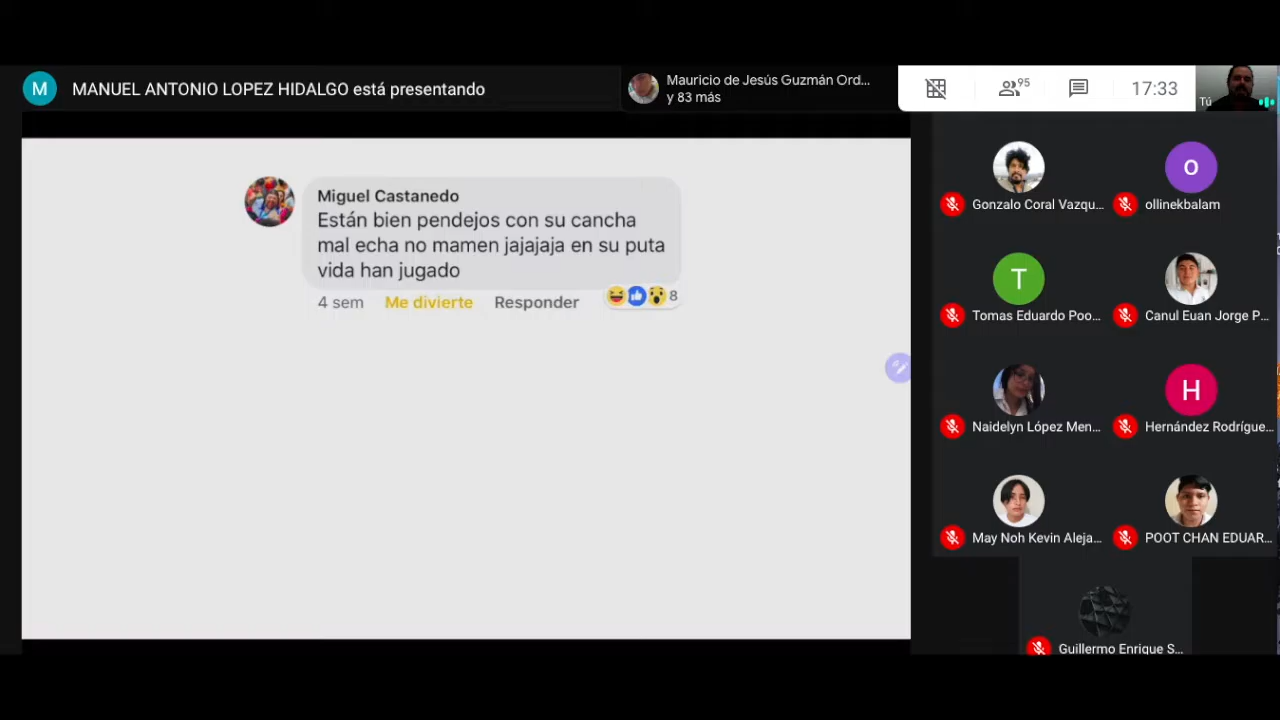 M
MANUEL ANTONIO LOPEZ HIDALGO está presentando
Mauricio de Jesús Guzmán Ord...
y 83 más
95
17:33
Tú
Miguel Castanedo
Están bien pendejos con su cancha
mal echa no mamen jajajaja en su puta
vida han jugado
4 sem Me divierte Responder 8
Gonzalo Coral Vazqu...
O
ollinekbalam
T
Tomas Eduardo Poo...
Canul Euan Jorge P...
Naidelyn López Men...
H
Hernández Rodrígue...
May Noh Kevin Aleja...
POOT CHAN EDUAR...
Guillermo Enrique S...